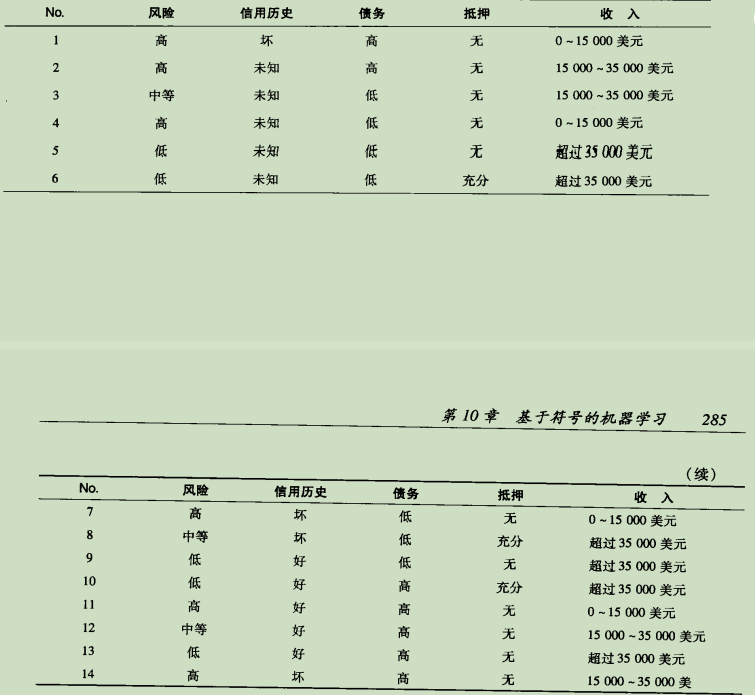 No. 风险 信用历史 债务 抵押 收 入
1 高 坏 高 无 0~15 000 美元
2 高 未知 高 无 15 000~35 000 美元
3 中等 未知 低 无 15 000~35 000 美元
4 高 未知 低 无 0~15 000 美元
5 低 未知 低 无 超过 35 000 美元
6 低 未知 低 充分 超过 35 000 美元
第 10 章 基于符号的机器学习 285
（续）
No. 风险 信用历史 债务 抵押 收 入
7 高 坏 低 无 0~15 000 美元
8 中等 坏 低 充分 超过 35 000 美元
9 低 好 低 无 超过 35 000 美元
10 低 好 高 充分 超过 35 000 美元
11 高 好 高 无 0~15 000 美元
12 中等 好 高 无 15 000~35 000 美元
13 低 好 高 无 超过 35 000 美元
14 高 坏 高 无 15 000~35 000 美